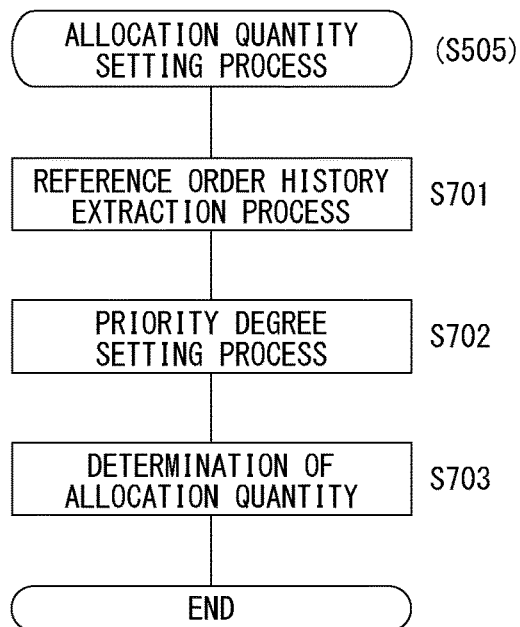 ALLOCATION QUANTITY
SETTING PROCESS
(S505)
REFERENCE ORDER HISTORY
EXTRACTION PROCESS
S701
PRIORITY DEGREE
SETTING PROCESS
S702
DETERMINATION OF
ALLOCATION QUANTITY
S703
END